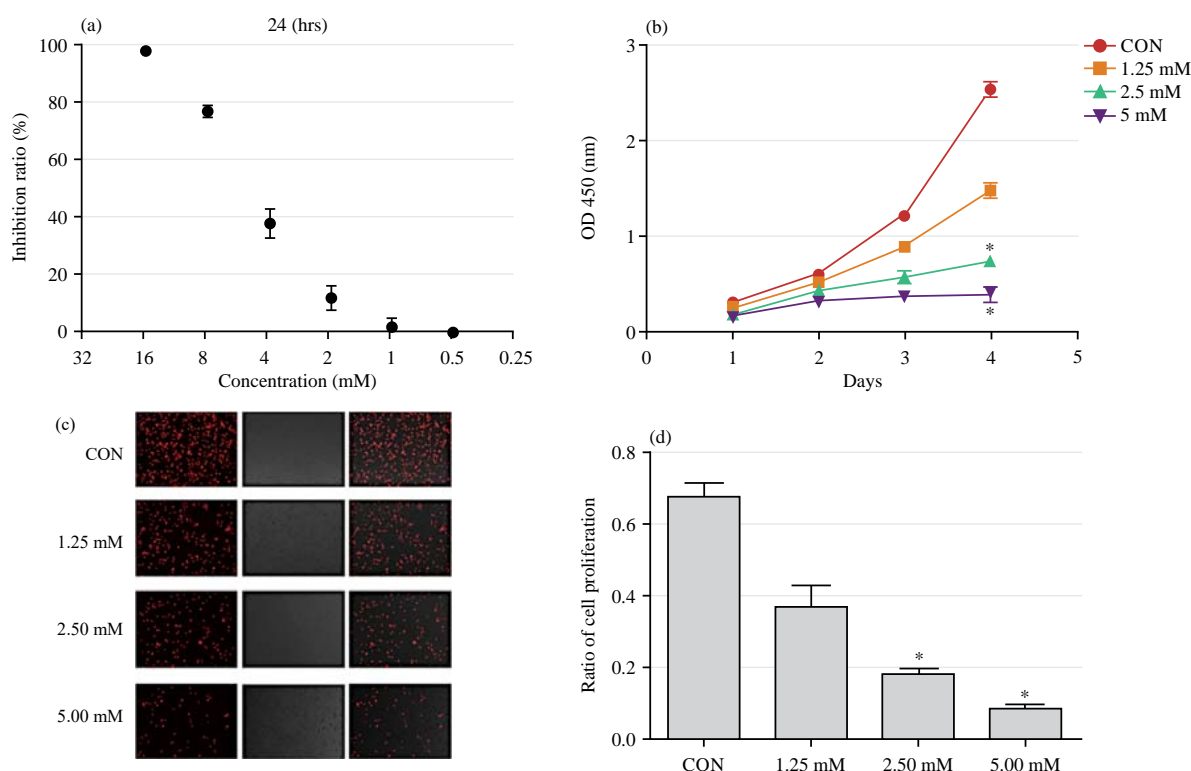 (a)
24 (hrs)
Inhibition ratio (%)
100
80
60
40
20
0
32 16 8 4 2 1 0.5 0.25
Concentration (mM)
(b)
OD 450 (nm)
3
2
1
0
0 1 2 3 4 5
Days
*
*
CON
1.25 mM
2.5 mM
5 mM
(c)
CON
1.25 mM
2.50 mM
5.00 mM
(d)
Ratio of cell proliferation
0.8
0.6
0.4
0.2
0.0
*
*
CON 1.25 mM 2.50 mM 5.00 mM